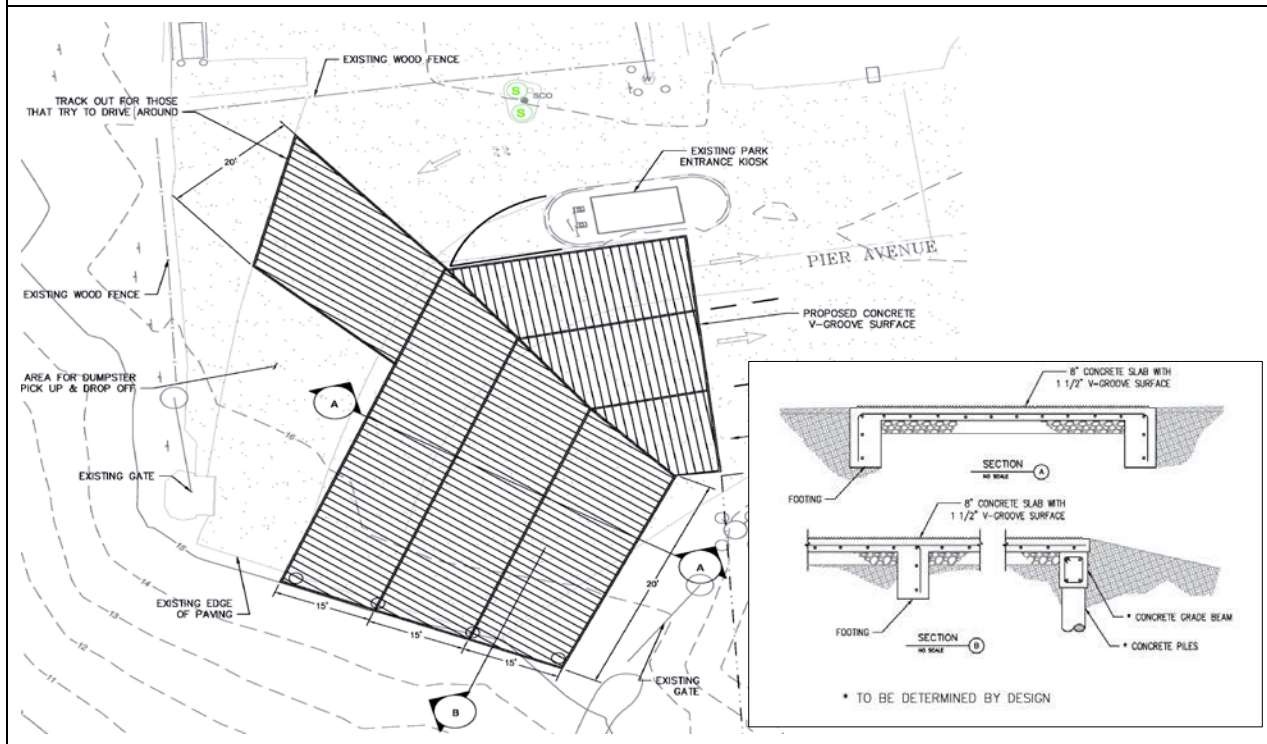 EXISTING WOOD FENCE
TRACK OUT FOR THOSE
THAT TRY TO DRIVE AROUND
20'
S
SCO
S
W
EXISTING PARK
ENTRANCE KIOSK
PIER AVENUE
EXISTING WOOD FENCE
PROPOSED CONCRETE
V-GROOVE SURFACE
AREA FOR DUMPSTER
PICK UP & DROP OFF
A
16
EXISTING GATE
15
14
13
12
11
EXISTING EDGE
OF PAVING
15'
15'
15'
20'
A
B
EXISTING
GATE
8" CONCRETE SLAB WITH
1 1/2" V-GROOVE SURFACE
SECTION
NO SCALE
A
FOOTING
8" CONCRETE SLAB WITH
1 1/2" V-GROOVE SURFACE
FOOTING
SECTION
NO SCALE
B
* CONCRETE GRADE BEAM
* CONCRETE PILES
* TO BE DETERMINED BY DESIGN